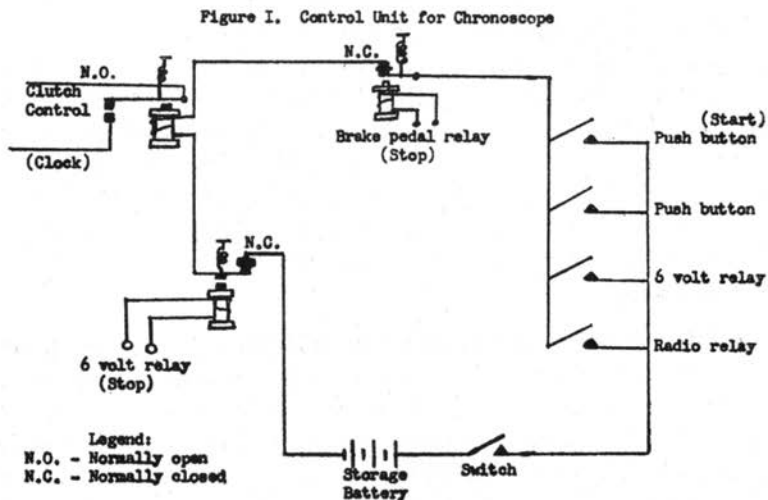 Figure I. Control Unit for Chronoscope
N.C.
N.O.
Clutch
Control
(Clock)
Brake pedal relay
(Stop)
(Start)
Push button
Push button
N.C.
6 volt relay
6 volt relay
(Stop)
Radio relay
Legend:
N.O. - Normally open
N.C. - Normally closed
Storage
Battery
Switch